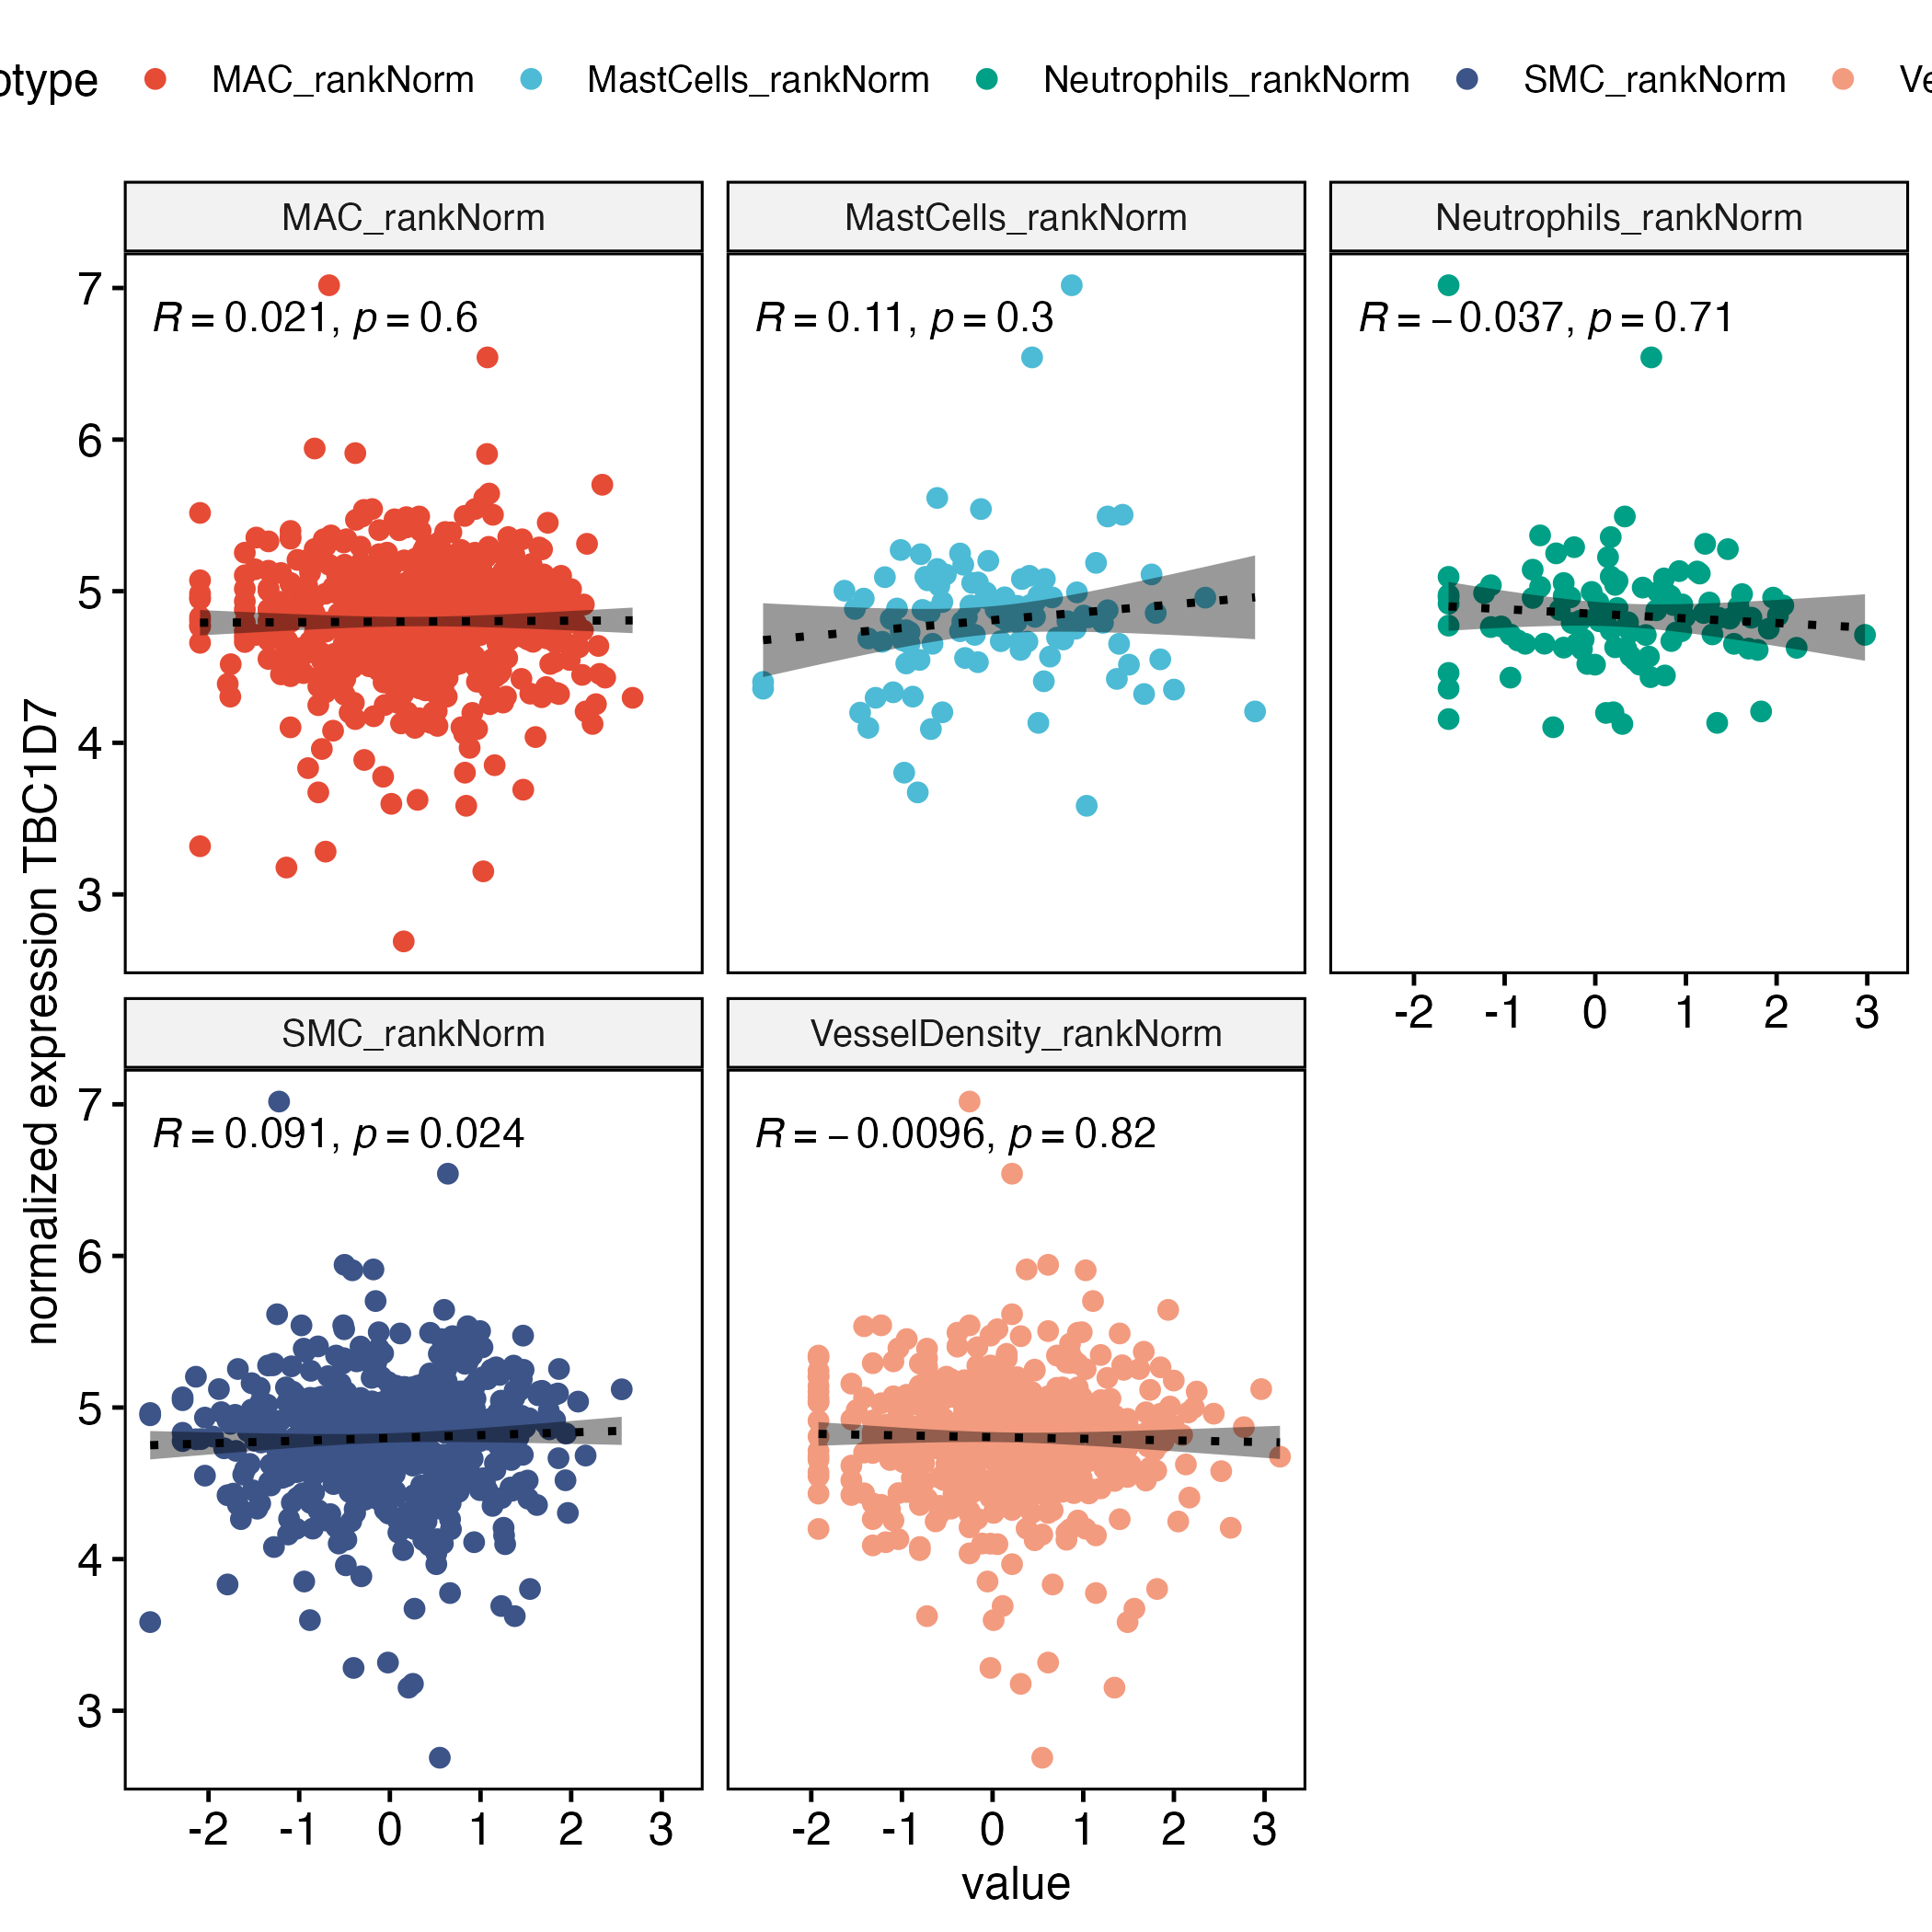 otype MAC_rankNorm MastCells_rankNorm Neutrophils_rankNorm SMC_rankNorm Ve
MAC_rankNorm MastCells_rankNorm Neutrophils_rankNorm
R = 0.021, p = 0.6 R = 0.11, p = 0.3 R = −0.037, p = 0.71
7
6
5
4
3
-2 -1 0 1 2 3
SMC_rankNorm VesselDensity_rankNorm
R = 0.091, p = 0.024 R = −0.0096, p = 0.82
7
6
5
4
3
-2 -1 0 1 2 3 -2 -1 0 1 2 3
value
normalized expression TBC1D7